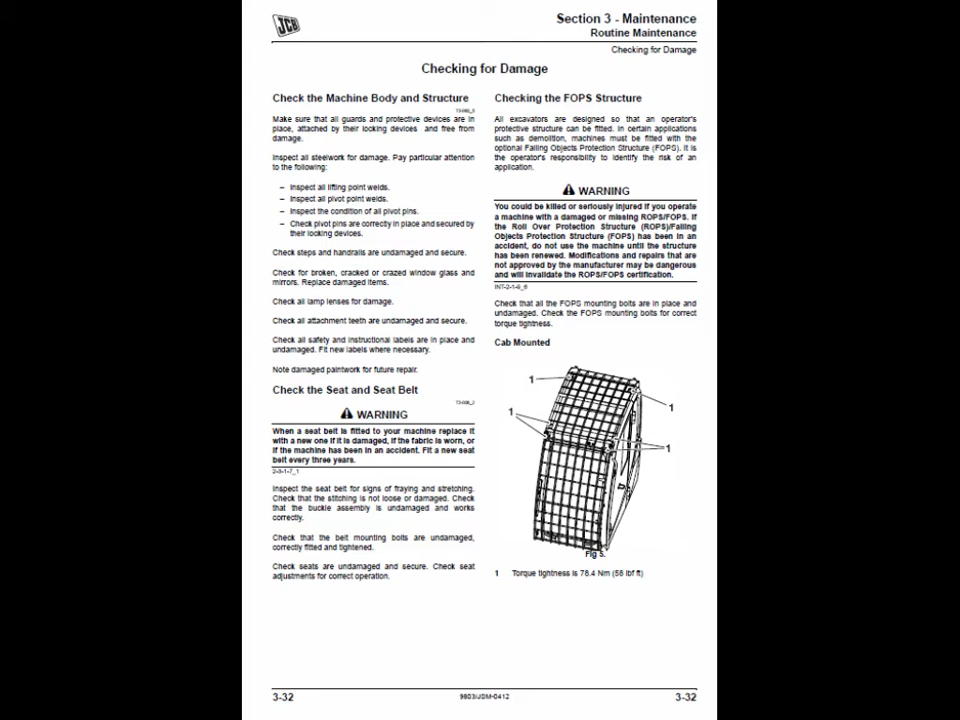 JCB
Section 3 - Maintenance
Routine Maintenance
Checking for Damage
Checking for Damage
Check the Machine Body and Structure
Make sure that all guards and protective devices are in
place, attached by their locking devices and free from
damage.
Inspect all steelwork for damage. Pay particular attention
to the following:
– Inspect all lifting point welds.
– Inspect all pivot point welds.
– Inspect the condition of all pivot pins.
– Check pivot pins are correctly in place and secured by
their locking devices.
Check steps and handrails are undamaged and secure.
Check for broken, cracked or crazed window glass and
mirrors. Replace damaged items.
Check all lamp lenses for damage.
Check all attachment teeth are undamaged and secure.
Check all safety and instructional labels are in place and
undamaged. Fit new labels where necessary.
Note damaged paintwork for future repair.
Check the Seat and Seat Belt
WARNING
When a seat belt is fitted to your machine replace it
with a new one if it is damaged, if the fabric is worn, or
if the machine has been in an accident. Fit a new seat
belt every three years.
2-3-1-7_1
Inspect the seat belt for signs of fraying and stretching.
Check that the stitching is not loose or damaged. Check
that the buckle assembly is undamaged and works
correctly.
Check that the belt mounting bolts are undamaged,
correctly fitted and tightened.
Check seats are undamaged and secure. Check seat
adjustments for correct operation.
Checking the FOPS Structure
All excavators are designed so that an operator's
protective structure can be fitted. In certain applications
such as demolition, machines must be fitted with the
optional Falling Objects Protection Structure (FOPS). It is
the operator's responsibility to identify the risk of an
application.
WARNING
You could be killed or seriously injured if you operate
a machine with a damaged or missing ROPS/FOPS. If
the Roll Over Protection Structure (ROPS)/Falling
Objects Protection Structure (FOPS) has been in an
accident, do not use the machine until the structure
has been renewed. Modifications and repairs that are
not approved by the manufacturer may be dangerous
and will invalidate the ROPS/FOPS certification.
INT-2-1-9_6
Check that all the FOPS mounting bolts are in place and
undamaged. Check the FOPS mounting bolts for correct
torque tightness.
Cab Mounted
1
1
1
1
Fig 5.
1 Torque tightness is 78.4 Nm (58 lbf ft)
3-32
9803/JDM-0412
3-32